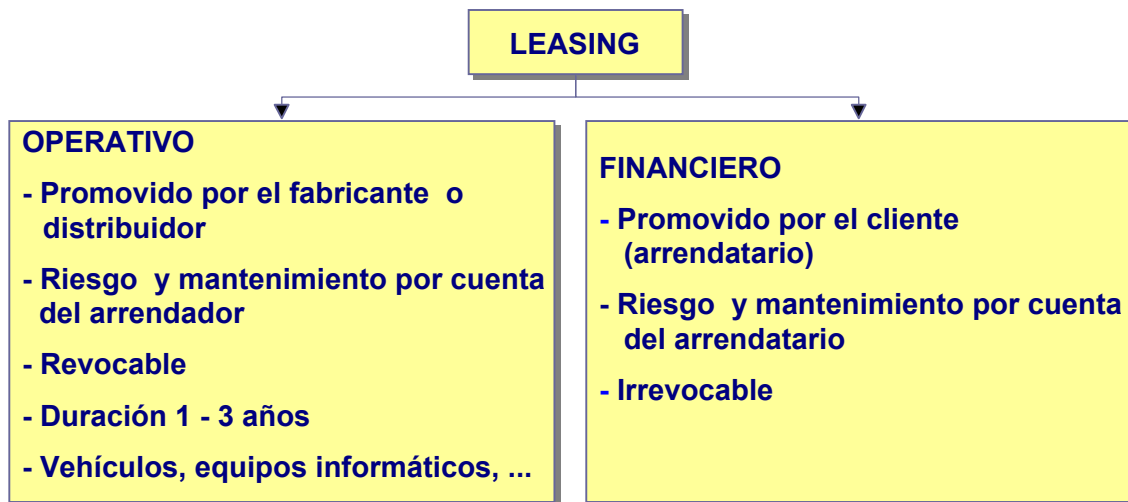 LEASING
OPERATIVO
- Promovido por el fabricante o
distribuidor
- Riesgo y mantenimiento por cuenta
del arrendador
- Revocable
- Duración 1 - 3 años
- Vehículos, equipos informáticos, ...
FINANCIERO
- Promovido por el cliente
(arrendatario)
- Riesgo y mantenimiento por cuenta
del arrendatario
- Irrevocable